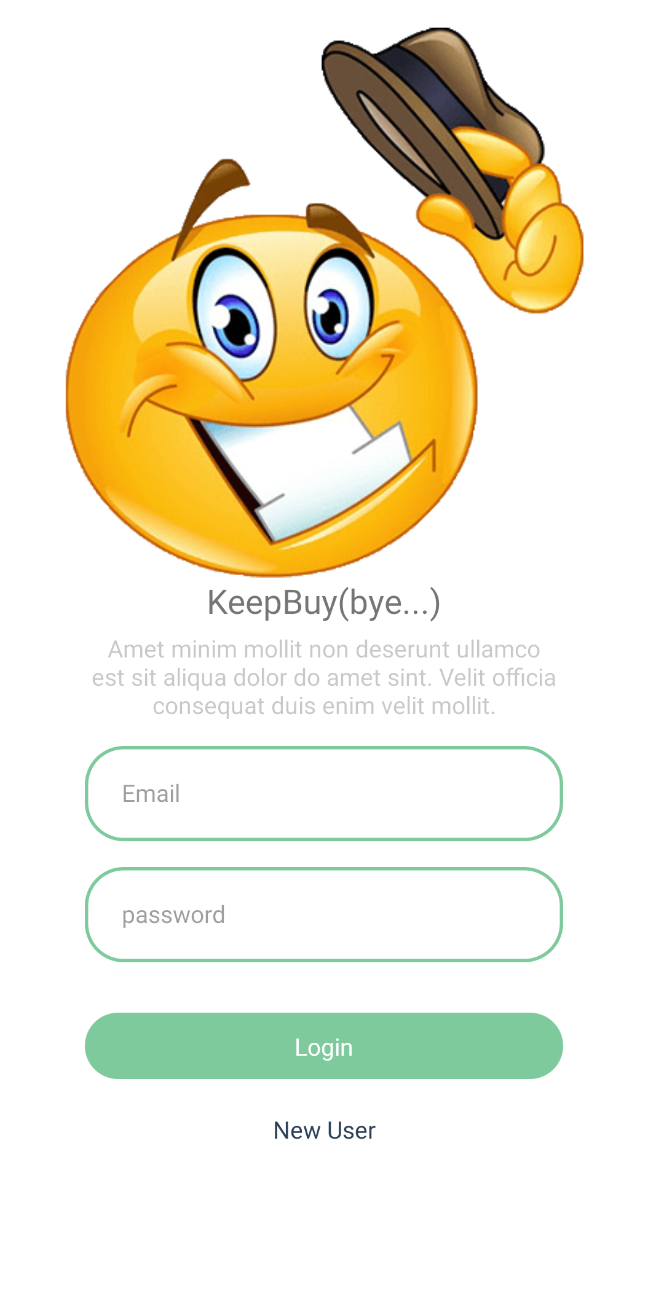 KeepBuy(bye...)
Amet minim mollit non deserunt ullamco
est sit aliqua dolor do amet sint. Velit officia
consequat duis enim velit mollit.
Email
password
Login
New User